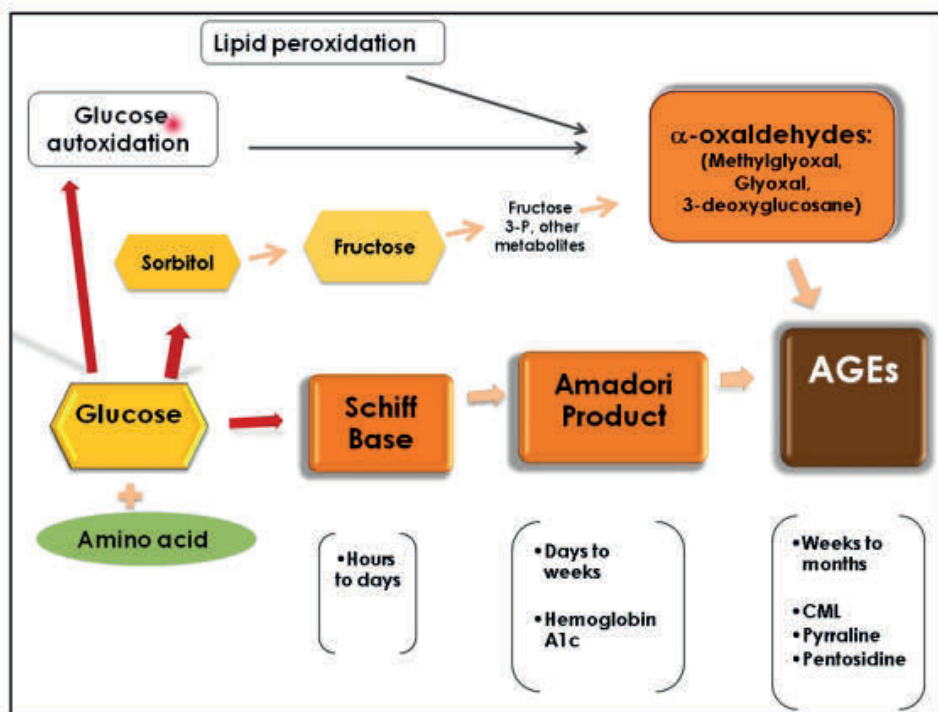 Lipid peroxidation
Glucose
autoxidation
α-oxaldehydes:
(Methylglyoxal,
Glyoxal,
3-deoxyglucosane)
Sorbitol
Fructose
Fructose
3-P, other
metabolites
Glucose
Schiff
Base
Amadori
Product
AGEs
+
Amino acid
•Hours
to days
•Days to
weeks
•Hemoglobin
A1c
•Weeks to
months
•CML
•Pyrraline
•Pentosidine